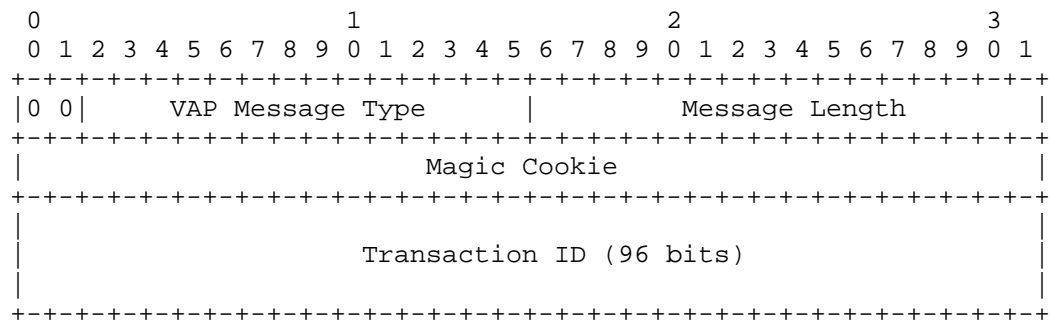 0                   1                   2                   3
 0 1 2 3 4 5 6 7 8 9 0 1 2 3 4 5 6 7 8 9 0 1 2 3 4 5 6 7 8 9 0 1
+-+-+-+-+-+-+-+-+-+-+-+-+-+-+-+-+-+-+-+-+-+-+-+-+-+-+-+-+-+-+-+-+
|0 0|     VAP Message Type      |         Message Length        |
+-+-+-+-+-+-+-+-+-+-+-+-+-+-+-+-+-+-+-+-+-+-+-+-+-+-+-+-+-+-+-+-+
|                         Magic Cookie                          |
+-+-+-+-+-+-+-+-+-+-+-+-+-+-+-+-+-+-+-+-+-+-+-+-+-+-+-+-+-+-+-+-+
|                                                               |
|                     Transaction ID (96 bits)                  |
|                                                               |
+-+-+-+-+-+-+-+-+-+-+-+-+-+-+-+-+-+-+-+-+-+-+-+-+-+-+-+-+-+-+-+-+